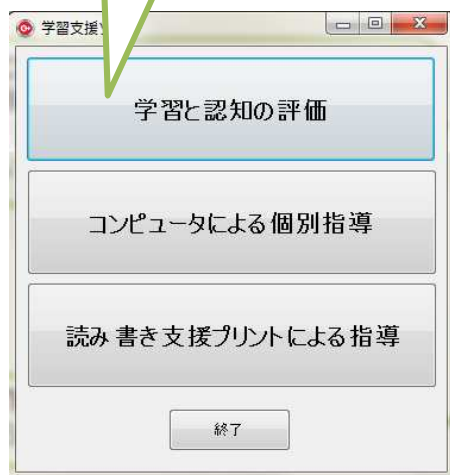 学習支援
学習と認知の評価
コンピュータによる個別指導
読み書き支援プリントによる指導
終了